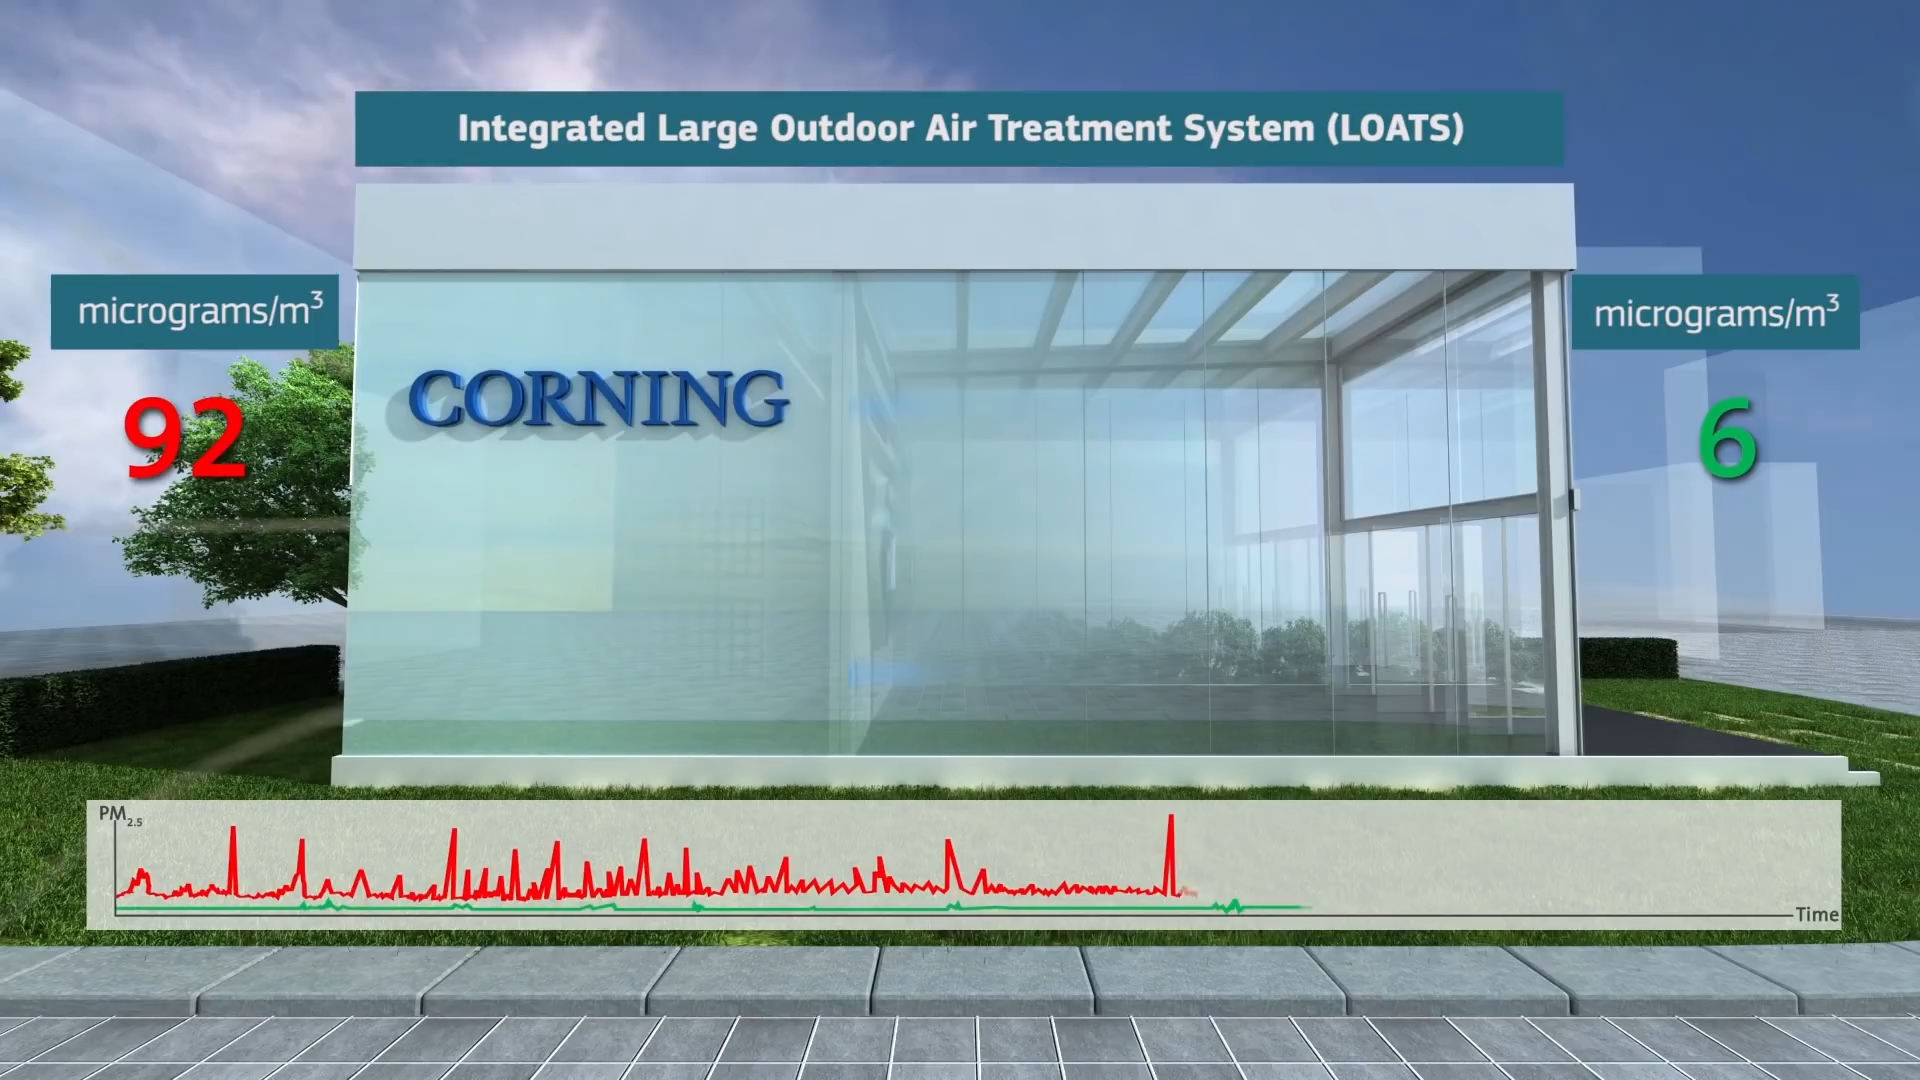 Integrated Large Outdoor Air Treatment System (LOATS)
micrograms/m³
micrograms/m³
92
CORNING
6
PM2.5
Time